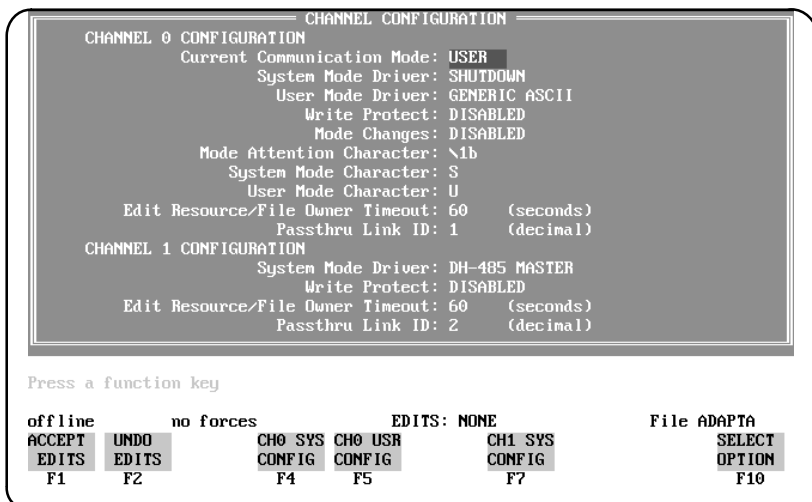 CHANNEL CONFIGURATION
CHANNEL 0 CONFIGURATION
Current Communication Mode: USER
System Mode Driver: SHUTDOWN
User Mode Driver: GENERIC ASCII
Write Protect: DISABLED
Mode Changes: DISABLED
Mode Attention Character: \1b
System Mode Character: S
User Mode Character: U
Edit Resource/File Owner Timeout: 60 (seconds)
Passthru Link ID: 1 (decimal)
CHANNEL 1 CONFIGURATION
System Mode Driver: DH-485 MASTER
Write Protect: DISABLED
Edit Resource/File Owner Timeout: 60 (seconds)
Passthru Link ID: 2 (decimal)
Press a function key
offline no forces EDITS: NONE File ADAPTA
ACCEPT UNDO CH0 SYS CH0 USR CH1 SYS SELECT
EDITS EDITS CONFIG CONFIG CONFIG OPTION
F1 F2 F4 F5 F7 F10